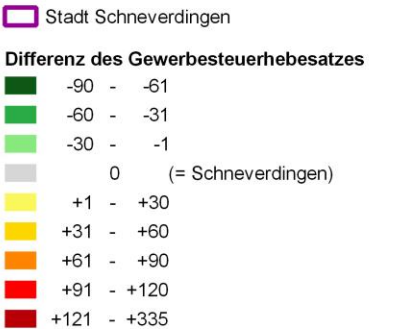 Stadt Schneverdingen
Differenz des Gewerbesteuerhebesatzes
-90 - -61
-60 - -31
-30 - -1
0 (= Schneverdingen)
+1 - +30
+31 - +60
+61 - +90
+91 - +120
+121 - +335